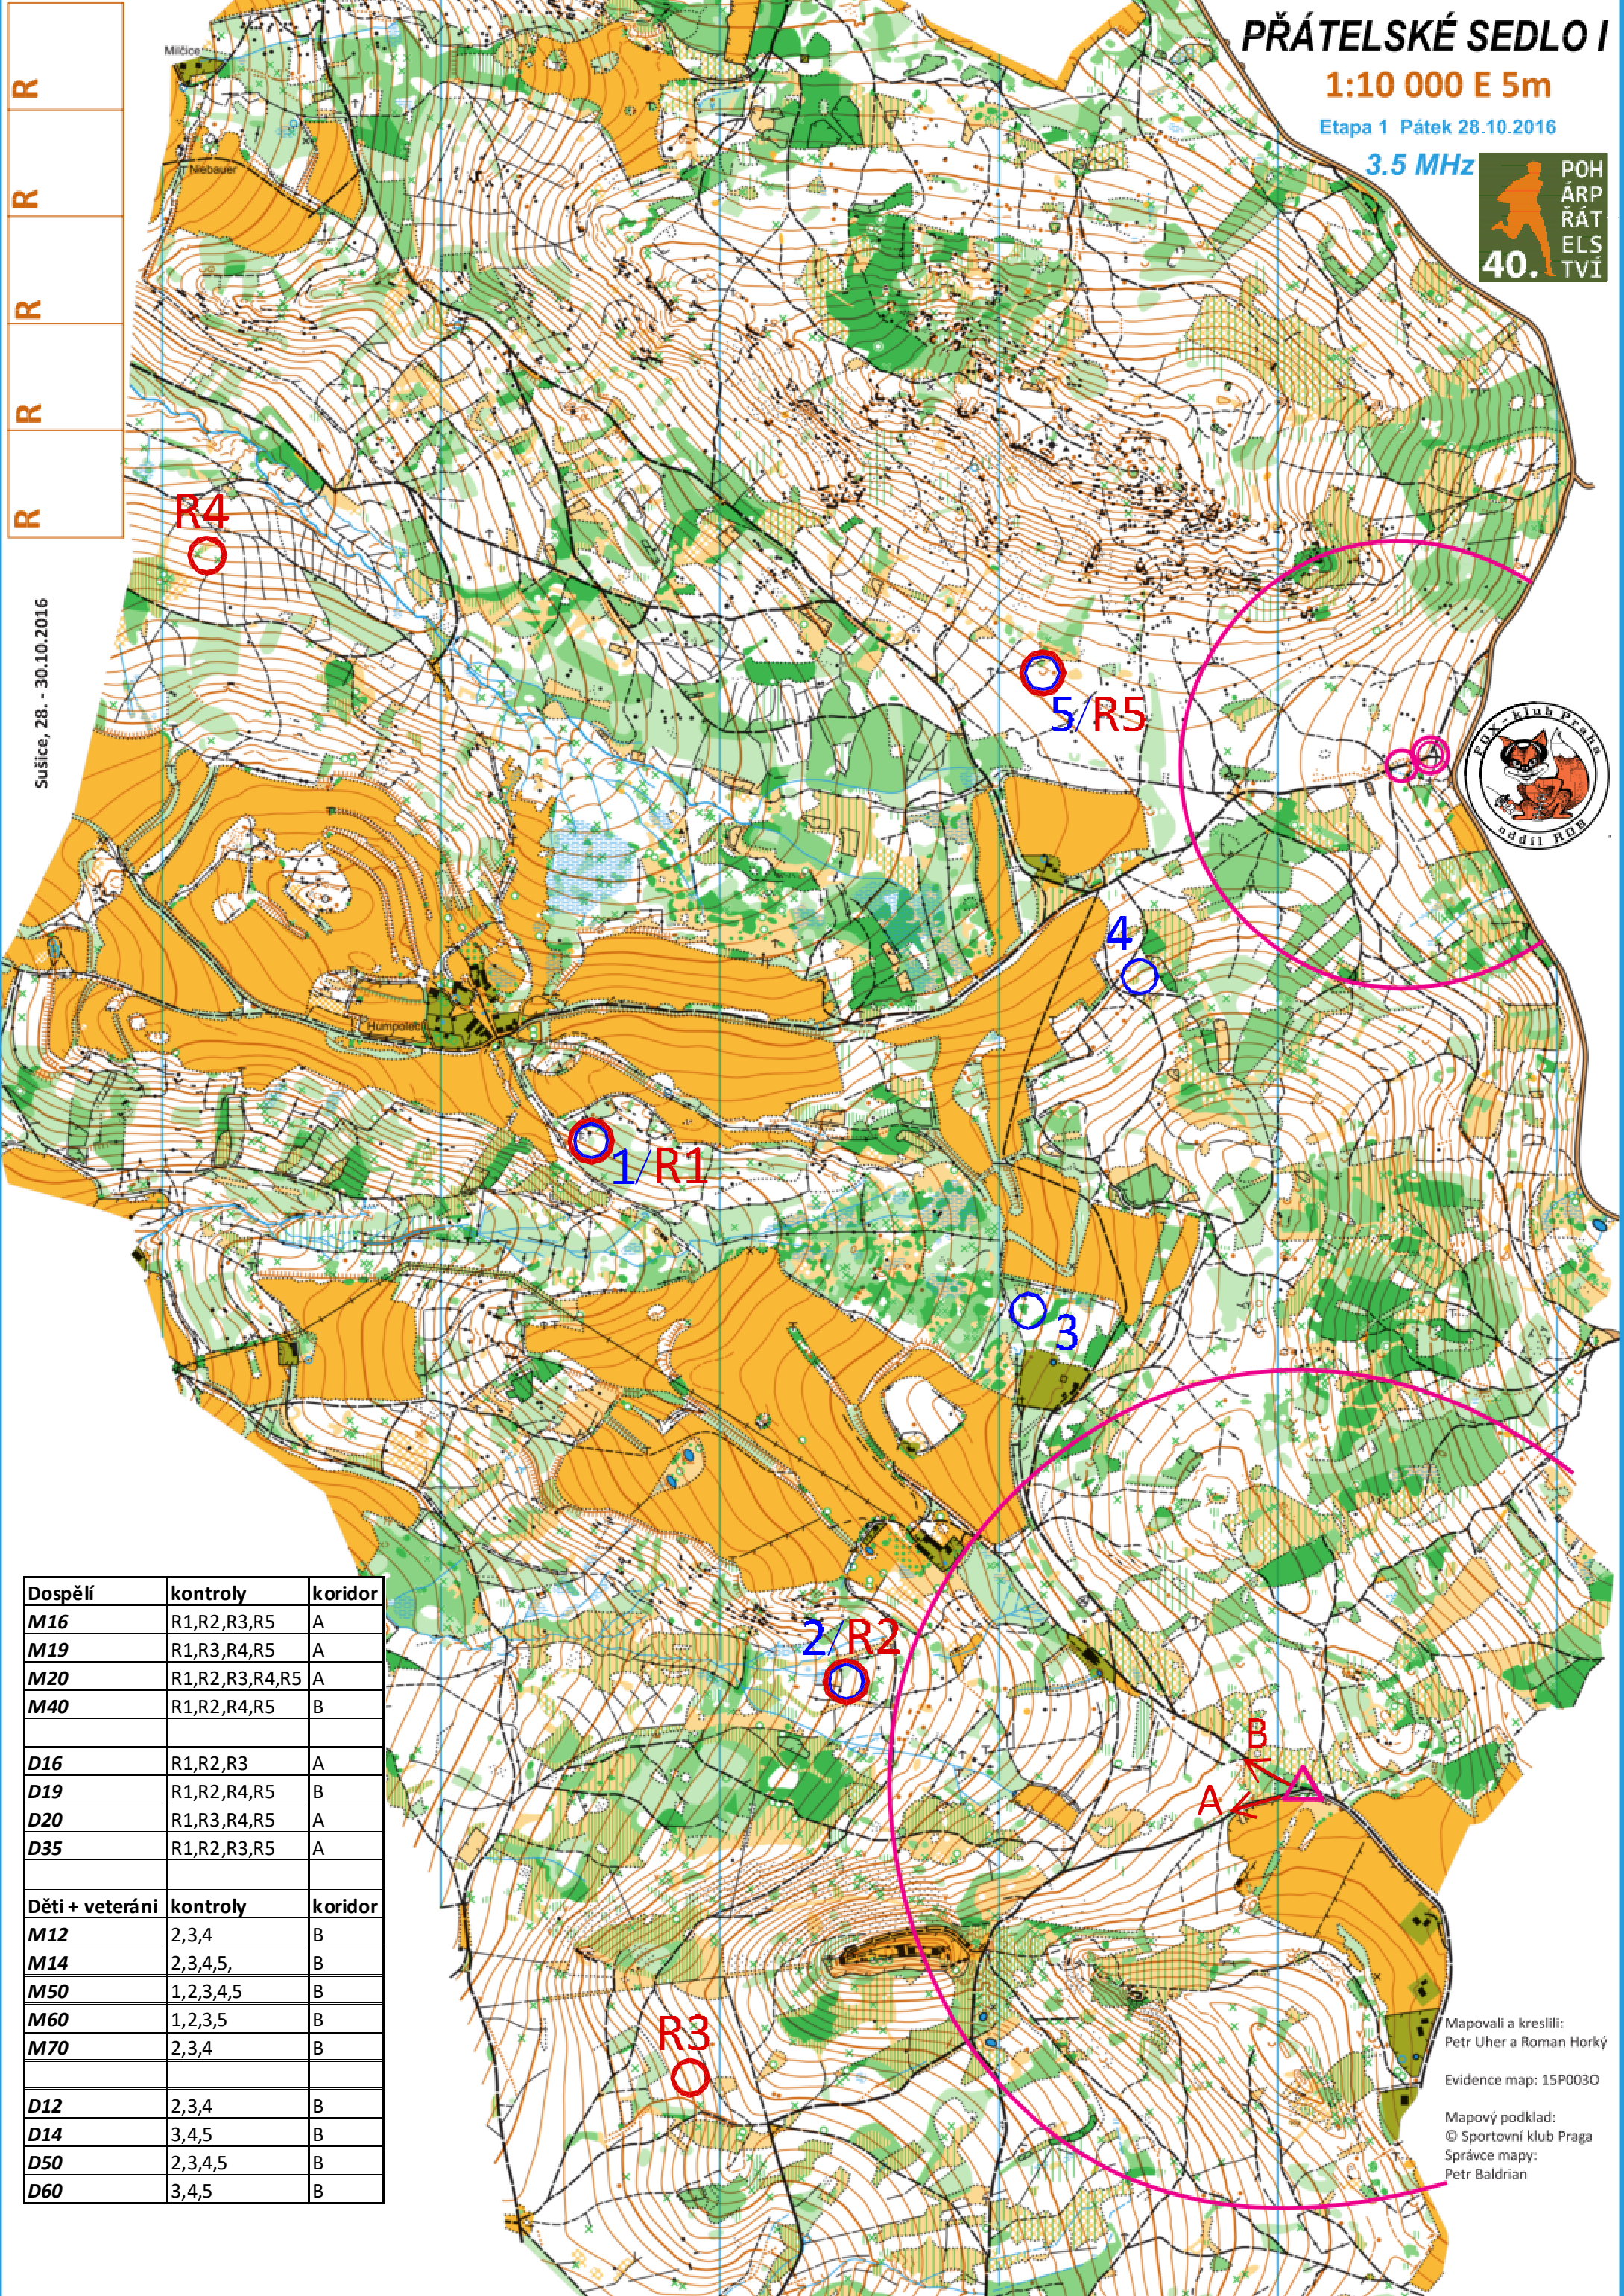 PŘÁTELSKÉ SEDLO I
1:10 000 E 5m
Etapa 1 Pátek 28.10.2016
3.5 MHz
POH
ÁRP
ŘÁT
ELS
TVÍ
40.
R
R
R
R
R
Sušice, 28. - 30.10.2016
Milčice
Niebauer
R4
5/R5
FOX-klub Praha
oddíl ROB
4
Humpolec
1/R1
3
2/R2
B
A
R3
Dospělí kontroly koridor
M16 R1,R2,R3,R5 A
M19 R1,R3,R4,R5 A
M20 R1,R2,R3,R4,R5 A
M40 R1,R2,R4,R5 B
D16 R1,R2,R3 A
D19 R1,R2,R4,R5 B
D20 R1,R3,R4,R5 A
D35 R1,R2,R3,R5 A
Děti + veteráni kontroly koridor
M12 2,3,4 B
M14 2,3,4,5, B
M50 1,2,3,4,5 B
M60 1,2,3,5 B
M70 2,3,4 B
D12 2,3,4 B
D14 3,4,5 B
D50 2,3,4,5 B
D60 3,4,5 B
Mapovali a kreslili:
Petr Uher a Roman Horký
Evidence map: 15P003O
Mapový podklad:
© Sportovní klub Praga
Správce mapy:
Petr Baldrian